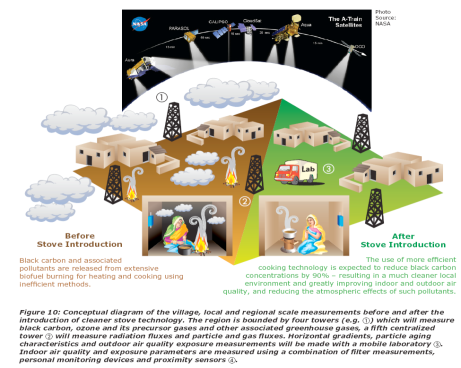 Photo
Source:
NASA
NASA
The A-Train
Satellites
PARASOL
CALIPSO
CloudSat
Aqua
Aura
OCO
①
Lab
③
②
Before
Stove Introduction
After
Stove Introduction
Black carbon and associated
pollutants are released from extensive
biofuel burning for heating and cooking using
inefficient methods.
The use of more efficient
cooking technology is expected to reduce black carbon
concentrations by 90% – resulting in a much cleaner local
environment and greatly improving indoor and outdoor air
quality, and reducing the atmospheric effects of such pollutants.
Figure 10: Conceptual diagram of the village, local and regional scale measurements before and after the
introduction of cleaner stove technology. The region is bounded by four towers (e.g. ①) which will measure
black carbon, ozone and its precursor gases and other associated greenhouse gases, a fifth centralized
tower ② will measure radiation fluxes and particle and gas fluxes. Horizontal gradients, particle aging
characteristics and outdoor air quality exposure measurements will be made with a mobile laboratory ③.
Indoor air quality and exposure parameters are measured using a combination of filter measurements,
personal monitoring devices and proximity sensors ④.